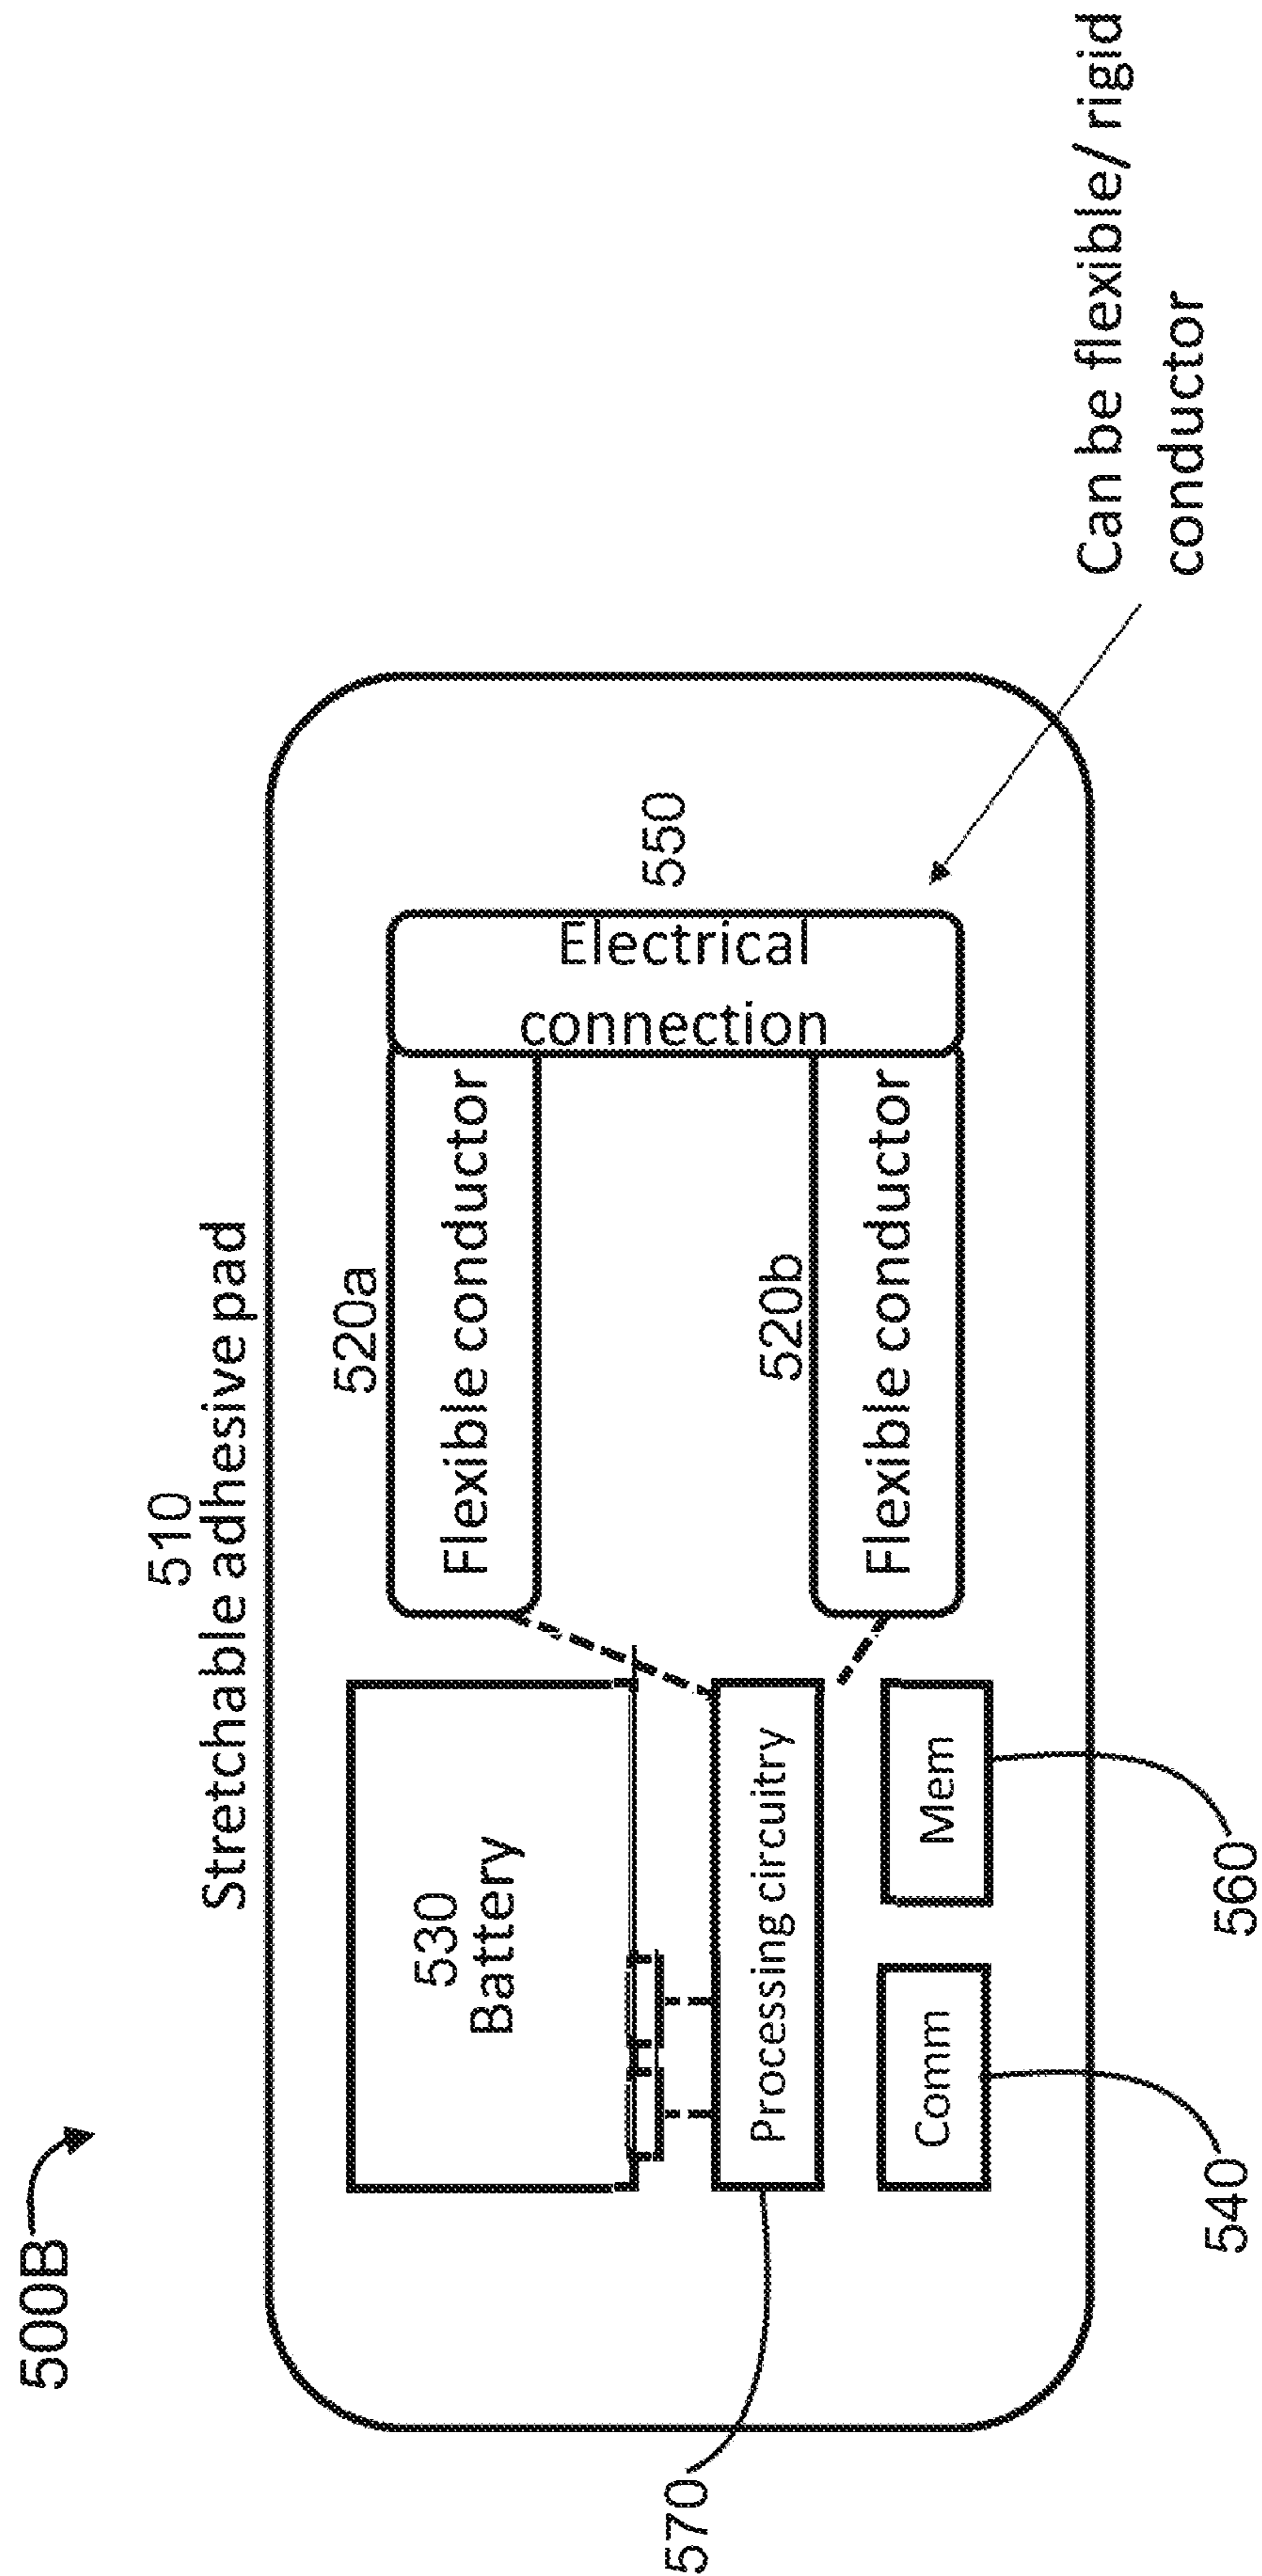 500B
510
Stretchable adhesive pad
530
Battery
520a
Flexible conductor
Electrical
connection
550
520b
Flexible conductor
570
Processing circuitry
Comm
Mem
540
560
Can be flexible/ rigid
conductor